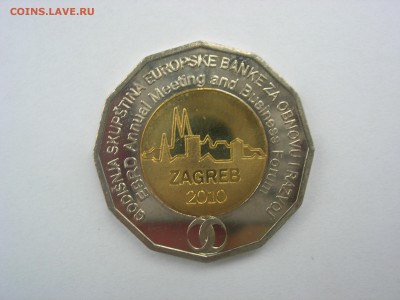 COINS.LAVE.RU
GODIŠNJA SKUPŠTINA EUROPSKE BANKE ZA OBNOVU I RAZVOJ
EBRD Annual Meeting and Business Forum
ZAGREB
2010